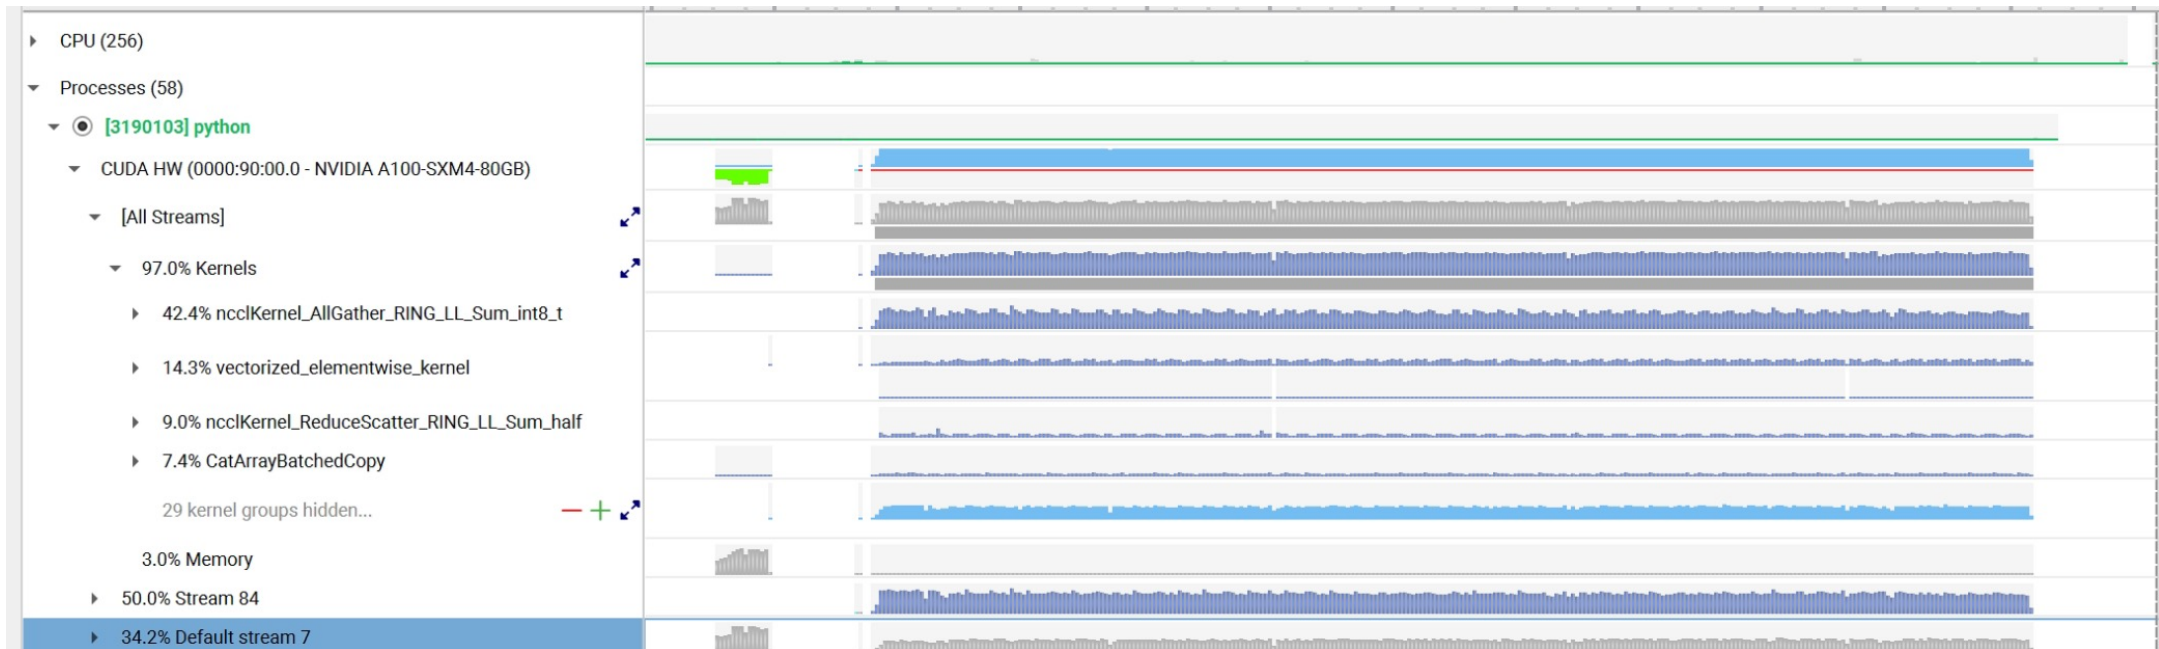 CPU (256)
Processes (58)
[3190103] python
CUDA HW (0000:90:00.0 - NVIDIA A100-SXM4-80GB)
[All Streams]
97.0% Kernels
42.4% ncclKernel_AllGather_RING_LL_Sum_int8_t
14.3% vectorized_elementwise_kernel
9.0% ncclKernel_ReduceScatter_RING_LL_Sum_half
7.4% CatArrayBatchedCopy
29 kernel groups hidden...
3.0% Memory
50.0% Stream 84
34.2% Default stream 7